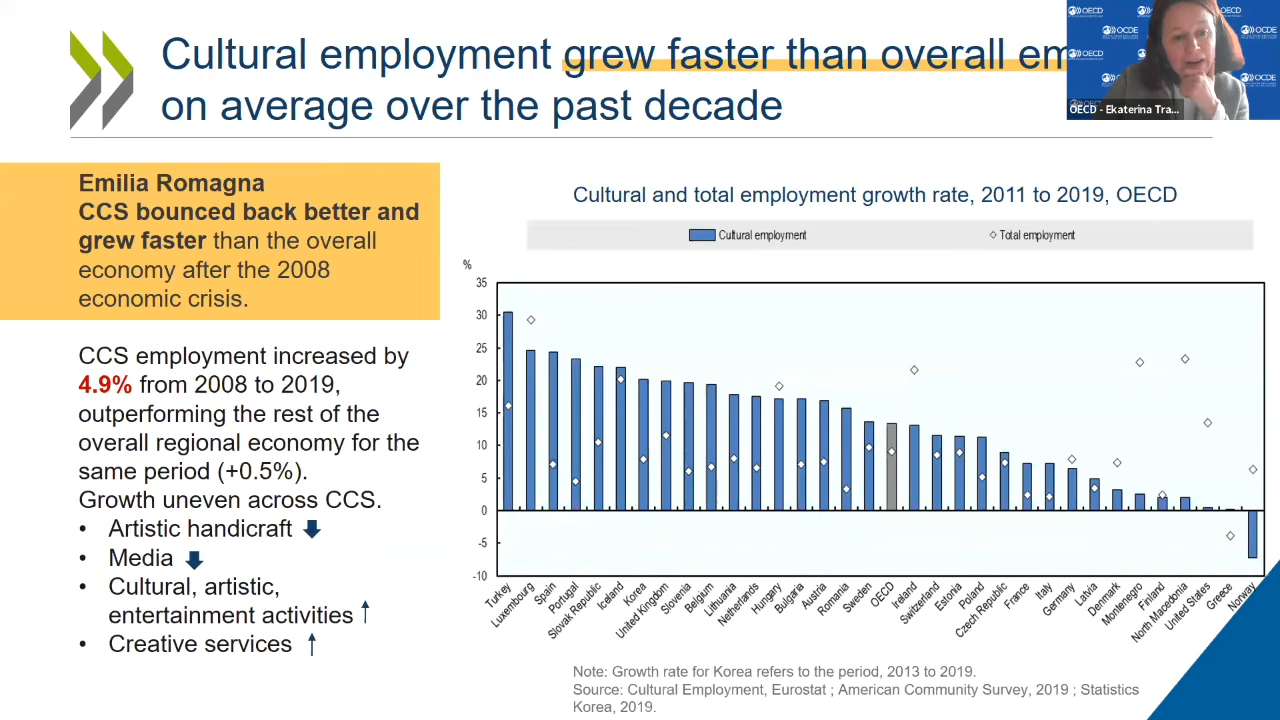 Cultural employment grew faster than overall em
on average over the past decade
OECD
OECD
OCDE
OCDE
OECD
OECD
OCDE
OCDE
OECD - Ekaterina Tra...
Emilia Romagna
CCS bounced back better and
grew faster than the overall
economy after the 2008
economic crisis.
CCS employment increased by
4.9% from 2008 to 2019,
outperforming the rest of the
overall regional economy for the
same period (+0.5%).
Growth uneven across CCS.
• Artistic handicraft
• Media
• Cultural, artistic,
entertainment activities
• Creative services
Cultural and total employment growth rate, 2011 to 2019, OECD
Cultural employment
Total employment
%
35
30
25
20
15
10
5
0
-5
-10
Turkey
Luxembourg
Spain
Portugal
Slovak Republic
Iceland
Korea
United Kingdom
Slovenia
Belgium
Lithuania
Netherlands
Hungary
Bulgaria
Austria
Romania
Sweden
OECD
Ireland
Switzerland
Estonia
Poland
Czech Republic
France
Italy
Germany
Latvia
Denmark
Montenegro
Finland
North Macedonia
United States
Greece
Norway
Note: Growth rate for Korea refers to the period, 2013 to 2019.
Source: Cultural Employment, Eurostat ; American Community Survey, 2019 ; Statistics
Korea, 2019.